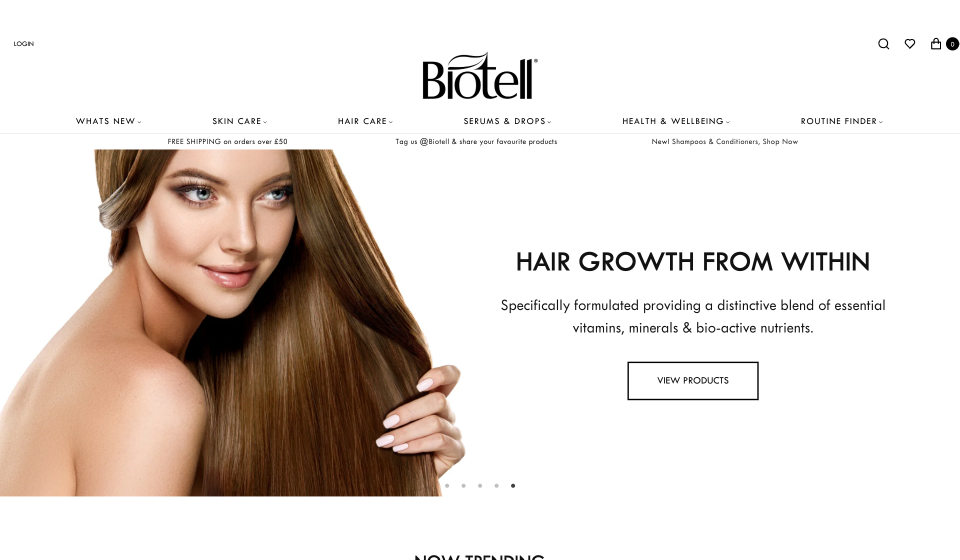 LOGIN
0
Biotell®
WHATS NEW
SKIN CARE
HAIR CARE
SERUMS & DROPS
HEALTH & WELLBEING
ROUTINE FINDER
FREE SHIPPING on orders over £50
Tag us @Biotell & share your favourite products
New! Shampoos & Conditioners, Shop Now
HAIR GROWTH FROM WITHIN
Specifically formulated providing a distinctive blend of essential
vitamins, minerals & bio-active nutrients.
VIEW PRODUCTS
NOW TRENDING